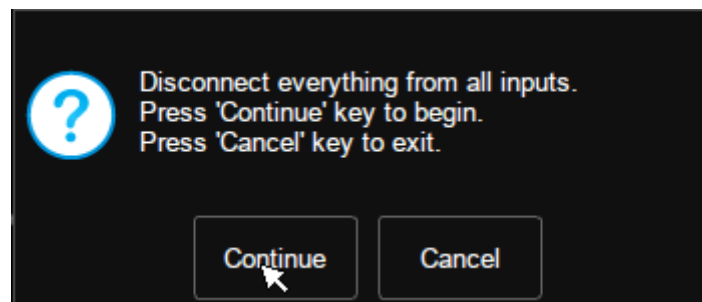 Disconnect everything from all inputs.
Press 'Continue' key to begin.
Press 'Cancel' key to exit.
Continue
Cancel